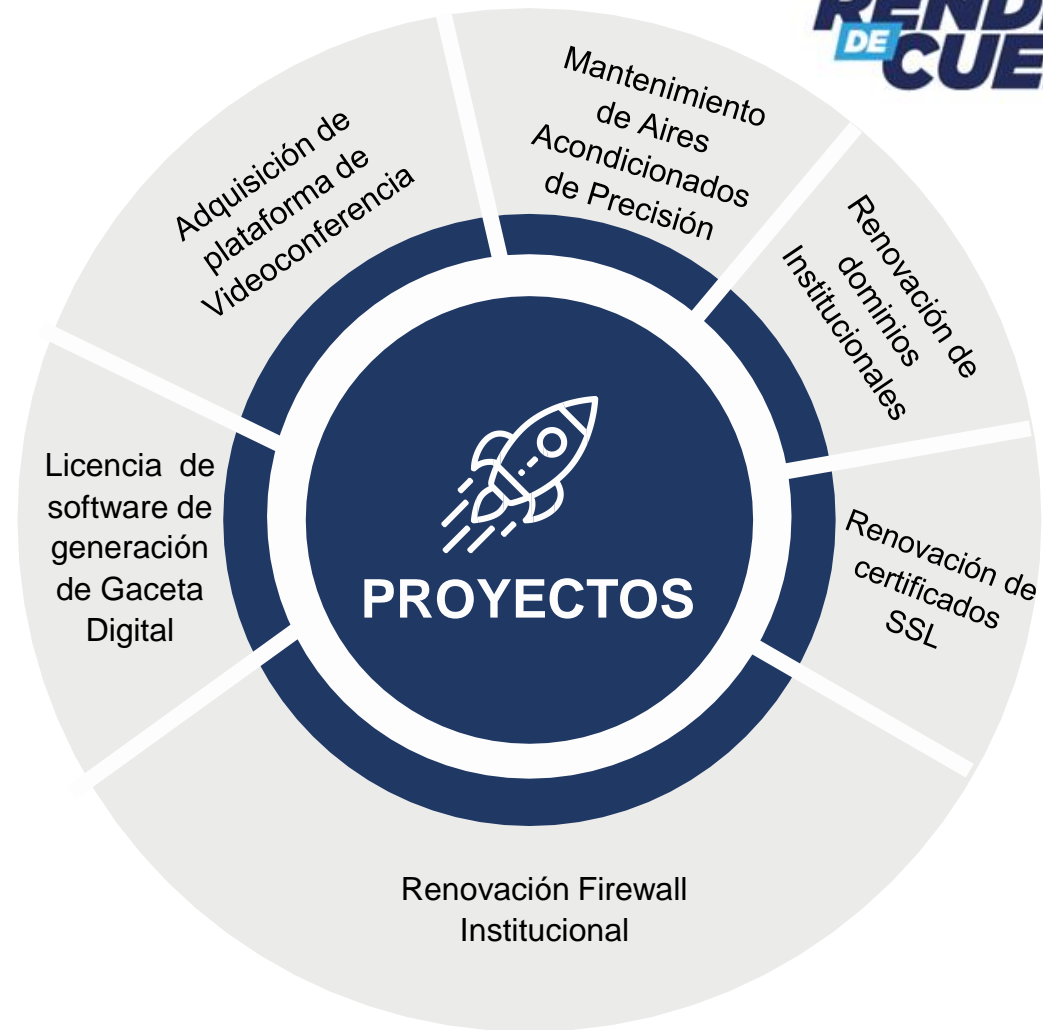 DE
Mantenimiento
de Aires
Acondicionados
de Precisión
Renovación de
dominios
Institucionales
Renovación de
certificados
SSL
Renovación Firewall
Institucional
Licencia de
software de
generación
de Gaceta
Digital
Adquisición de
plataforma de
Videoconferencia
PROYECTOS